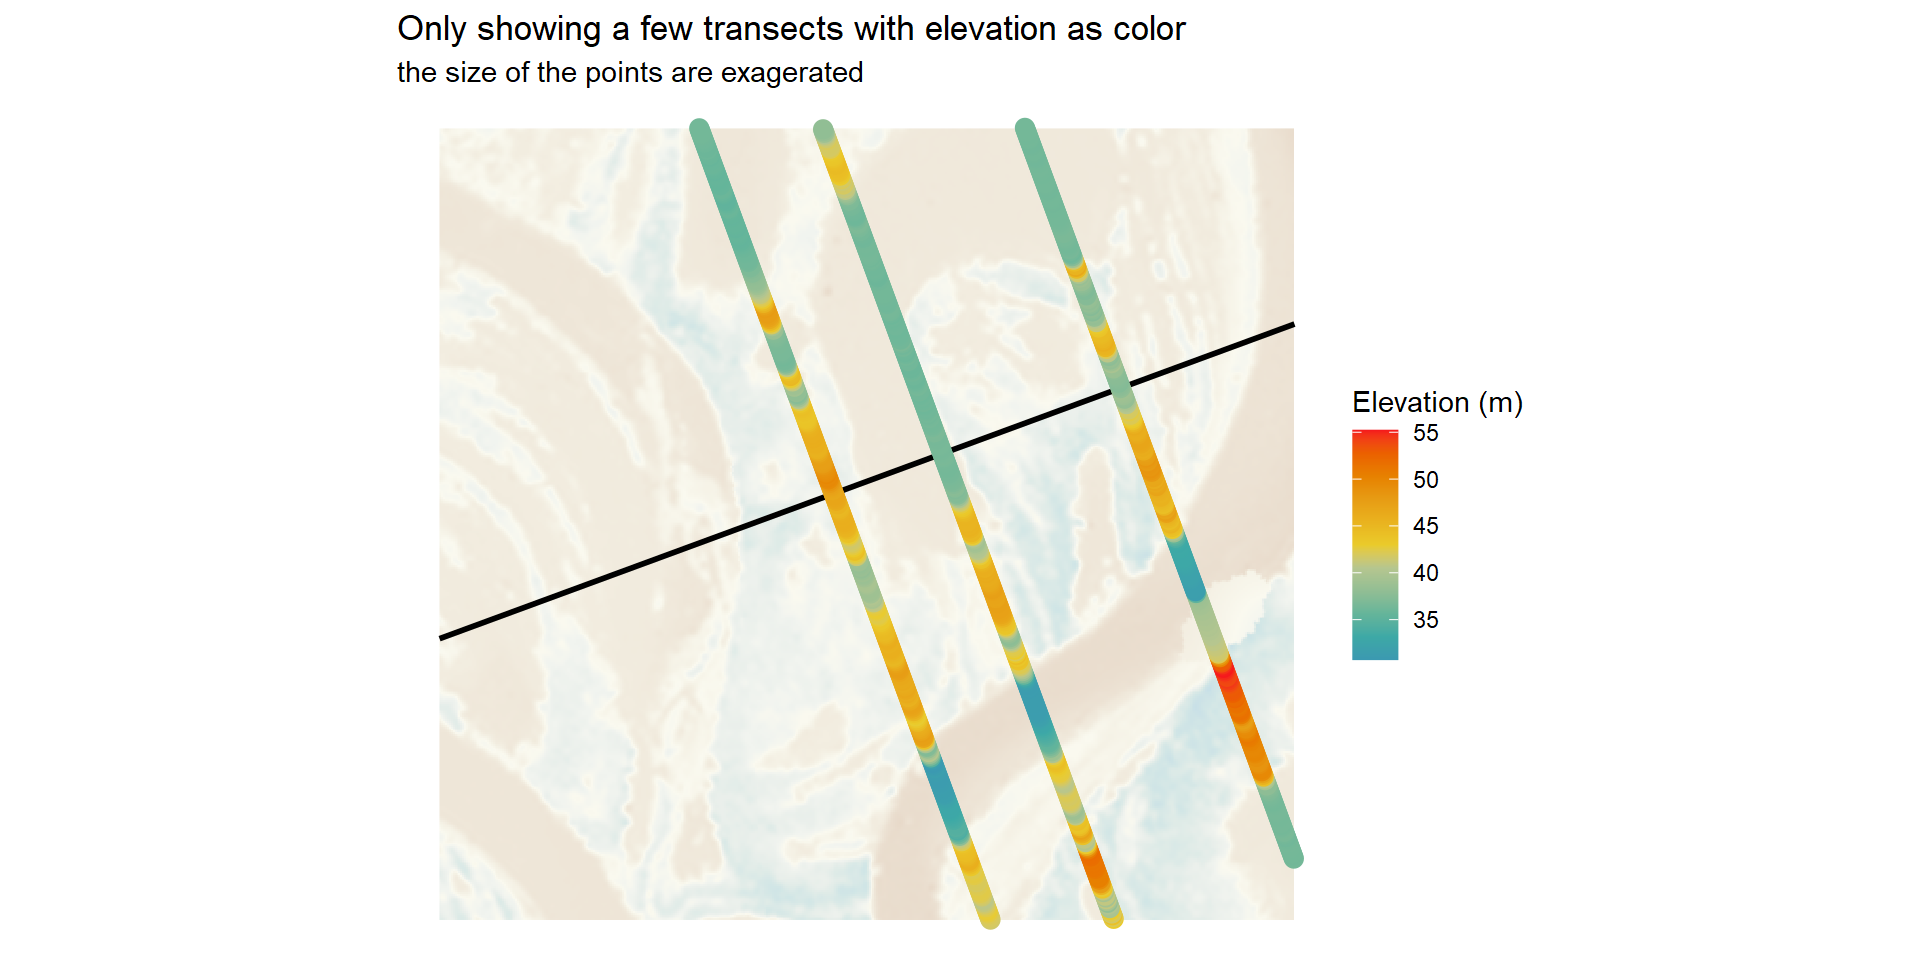 Only showing a few transects with elevation as color
the size of the points are exagerated
Elevation (m)
55
50
45
40
35